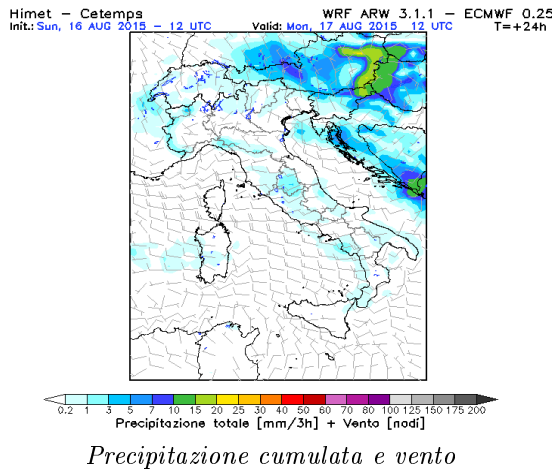 Himet - Cetemps WRF ARW 3.1.1 - ECMWF 0.25
Init.: Sun, 16 AUG 2015 - 12 UTC Valid: Mon, 17 AUG 2015 12 UTC T=+24h
0.2 1 3 5 7 10 15 20 25 30 40 50 60 70 80 100 125 150 175 200
Precipitazione totale [mm/3h] + Vento [nodi]
Precipitazione cumulata e vento